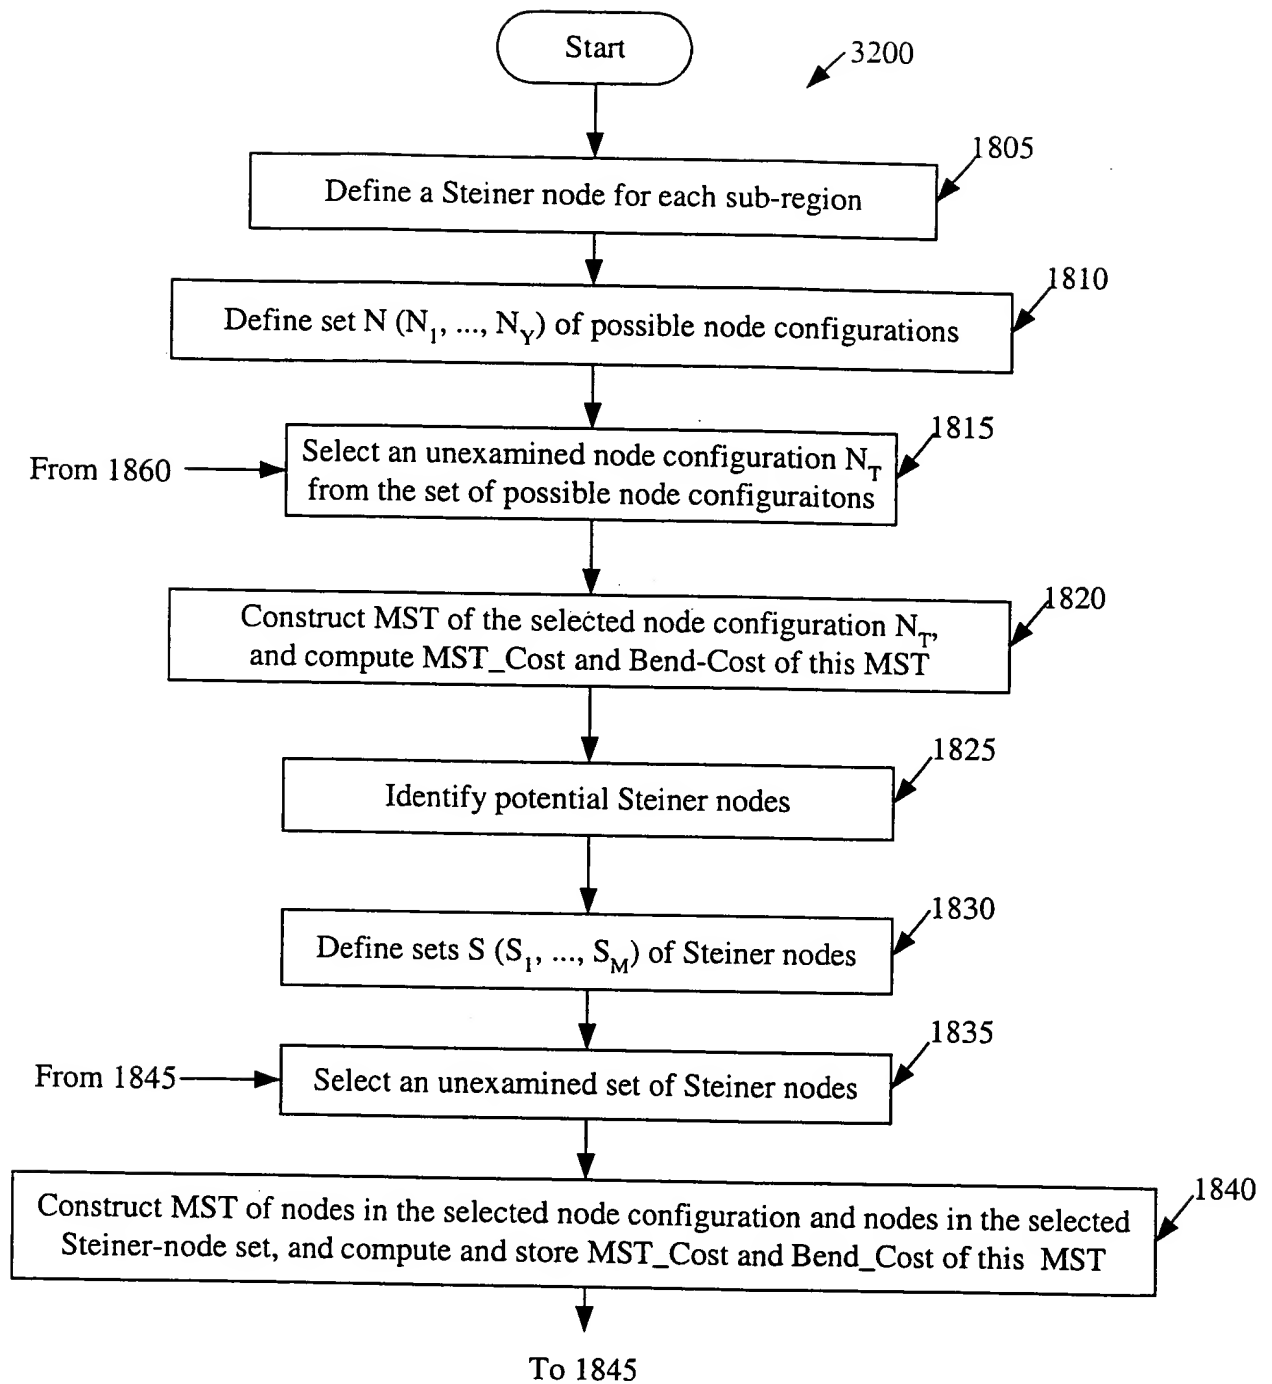 Start
3200
1805
Define a Steiner node for each sub-region
1810
Define set N (N1, ..., NY) of possible node configurations
1815
From 1860
Select an unexamined node configuration NT
from the set of possible node configuraitons
1820
Construct MST of the selected node configuration NT,
and compute MST_Cost and Bend-Cost of this MST
1825
Identify potential Steiner nodes
1830
Define sets S (S1, ..., SM) of Steiner nodes
1835
From 1845
Select an unexamined set of Steiner nodes
1840
Construct MST of nodes in the selected node configuration and nodes in the selected
Steiner-node set, and compute and store MST_Cost and Bend_Cost of this MST
To 1845